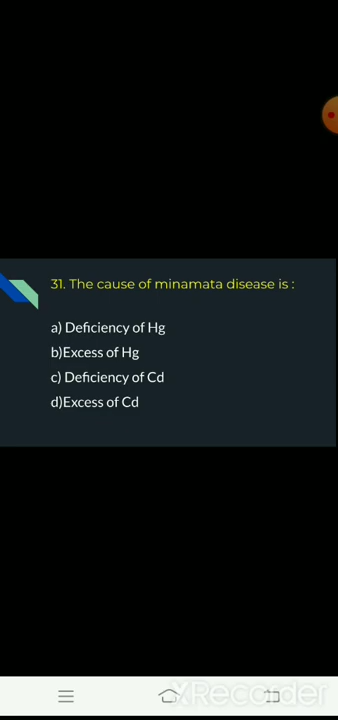 31. The cause of minamata disease is :
a) Deficiency of Hg
b)Excess of Hg
c) Deficiency of Cd
d)Excess of Cd
XRecorder